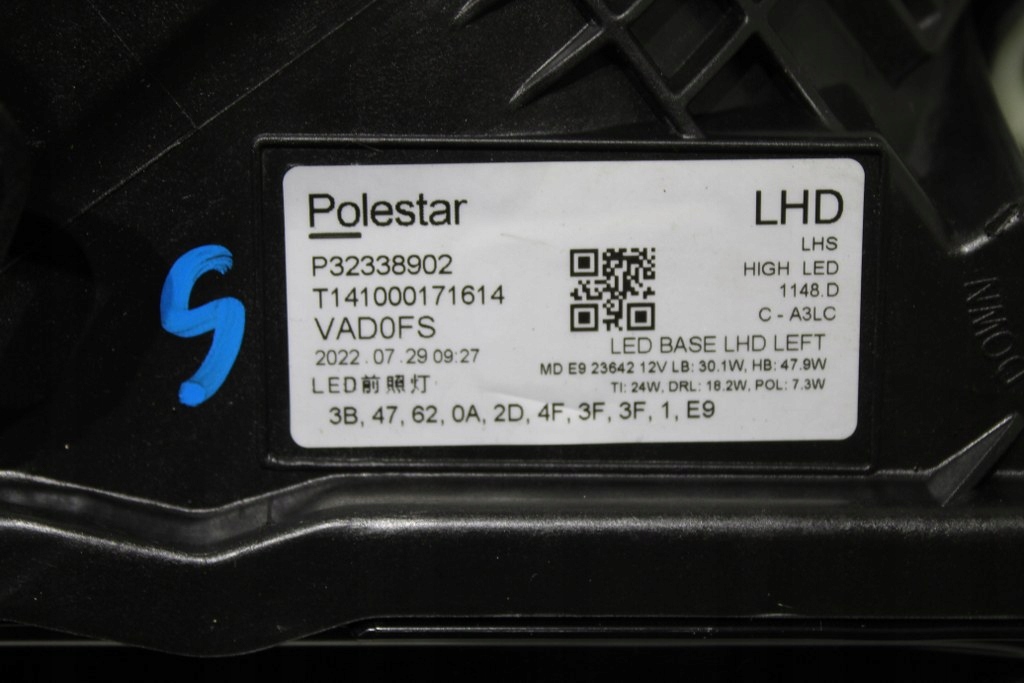 Polestar
LHD
P32338902
T141000171614
VAD0FS
2022.07.29 09:27
LED前照灯
LHS
HIGH LED
1148.D
C - A3LC
LED BASE LHD LEFT
MD E9 23642 12V LB: 30.1W, HB: 47.9W
TI: 24W, DRL: 18.2W, POL: 7.3W
3B, 47, 62, 0A, 2D, 4F, 3F, 3F, 1, E9
5
DOWN